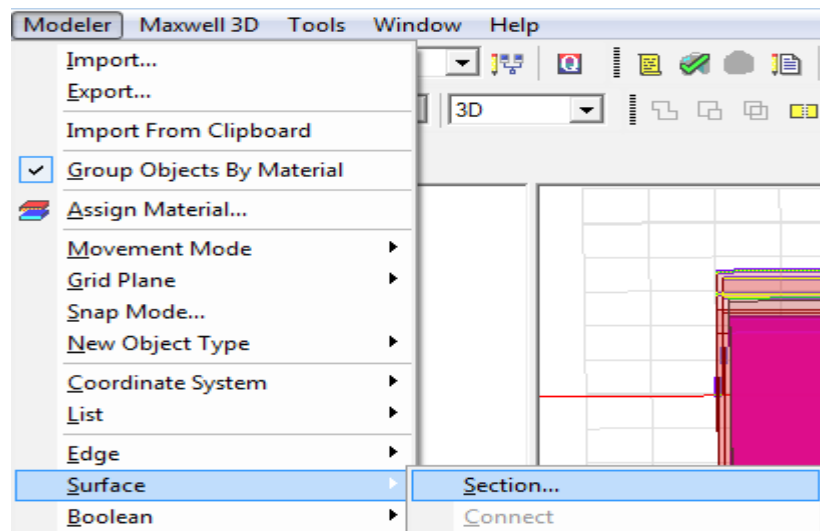 Modeler Maxwell 3D Tools Window Help
Import...
Export...
3D
Import From Clipboard
Group Objects By Material
Assign Material...
Movement Mode
Grid Plane
Snap Mode...
New Object Type
Coordinate System
List
Edge
Surface
Section...
Boolean
Connect